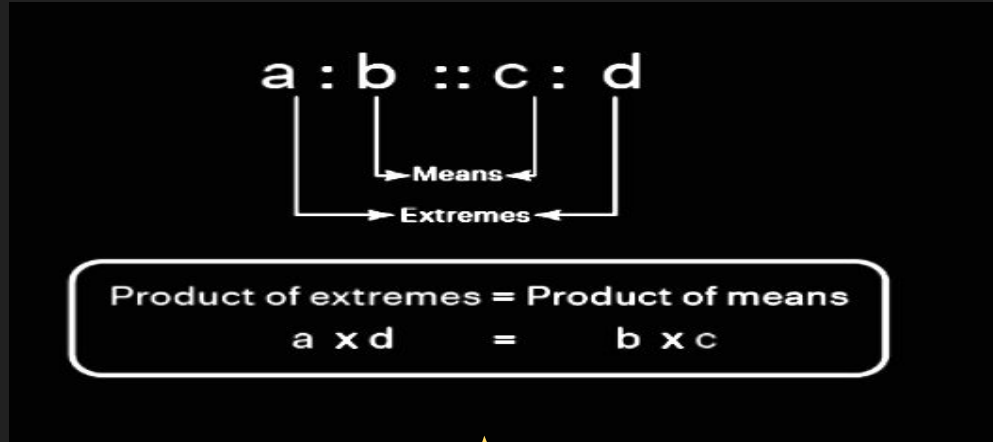 a : b :: c : d
Means
Extremes
Product of extremes = Product of means
a x d = b x c